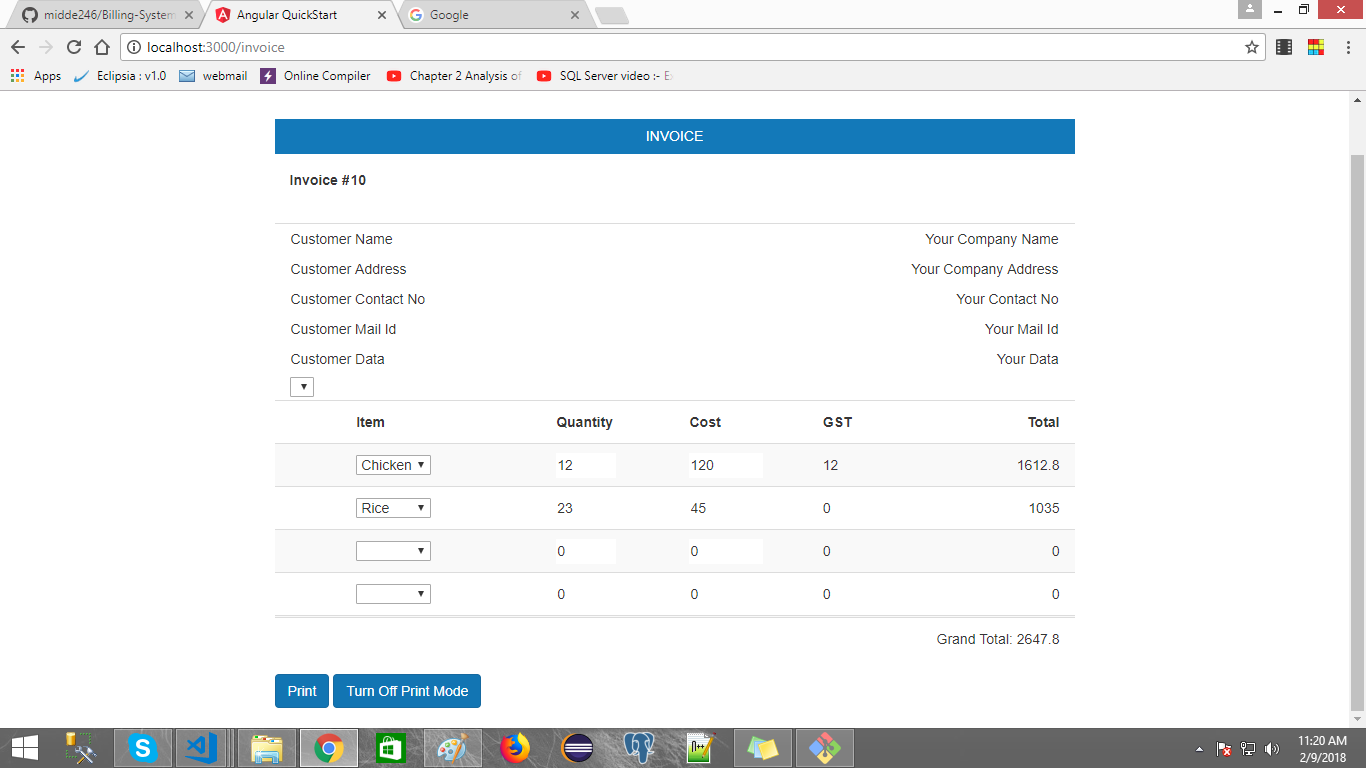 midde246/Billing-System
Angular QuickStart
Google
localhost:3000/invoice
Apps Eclipsia : v1.0 webmail Online Compiler Chapter 2 Analysis of SQL Server video :-
INVOICE
Invoice #10
Customer Name Your Company Name
Customer Address Your Company Address
Customer Contact No Your Contact No
Customer Mail Id Your Mail Id
Customer Data Your Data
Item Quantity Cost GST Total
Chicken 12 120 12 1612.8
Rice 23 45 0 1035
0 0 0 0
0 0 0 0
Grand Total: 2647.8
Print Turn Off Print Mode
11:20 AM
2/9/2018